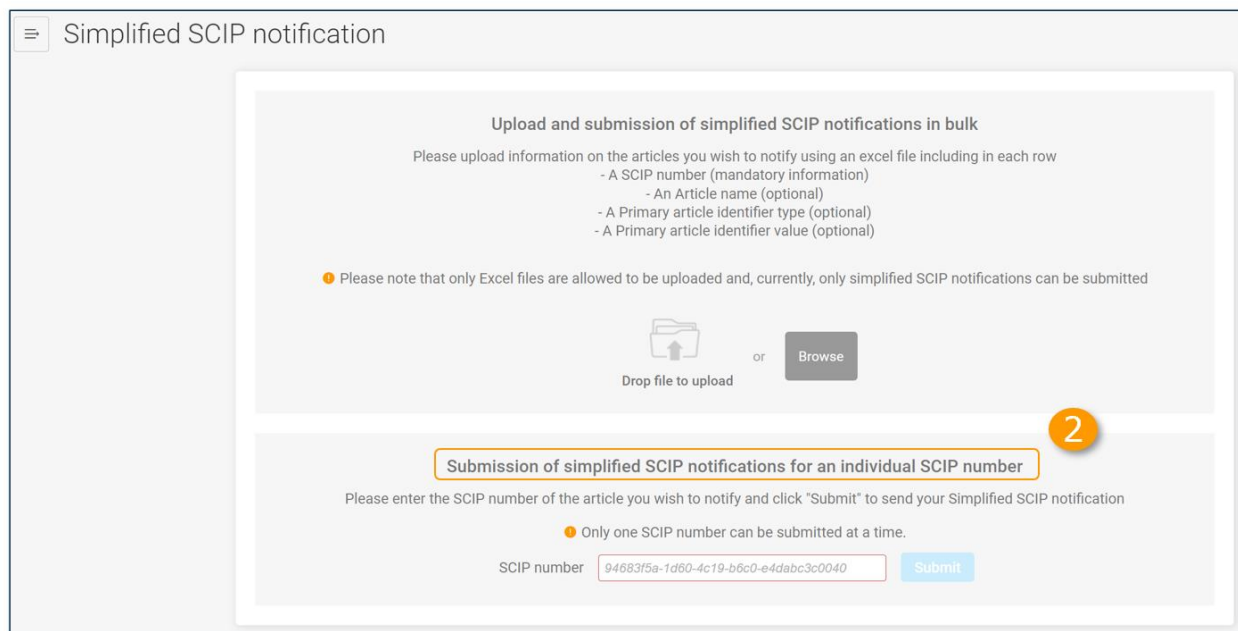 Simplified SCIP notification
Upload and submission of simplified SCIP notifications in bulk
Please upload information on the articles you wish to notify using an excel file including in each row
- A SCIP number (mandatory information)
- An Article name (optional)
- A Primary article identifier type (optional)
- A Primary article identifier value (optional)
Please note that only Excel files are allowed to be uploaded and, currently, only simplified SCIP notifications can be submitted
or
Browse
Drop file to upload
2
Submission of simplified SCIP notifications for an individual SCIP number
Please enter the SCIP number of the article you wish to notify and click "Submit" to send your Simplified SCIP notification
Only one SCIP number can be submitted at a time.
SCIP number 94683f5a-1d60-4c19-b6c0-e4dabc3c0040 Submit